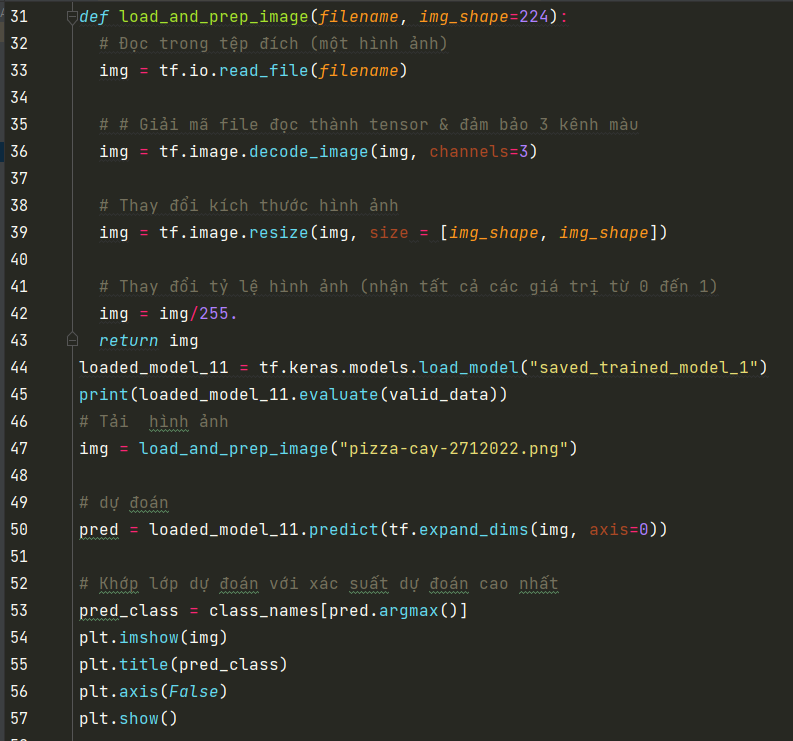 31 def load_and_prep_image(filename, img_shape=224):
32 # Đọc trong tệp đích (một hình ảnh)
33 img = tf.io.read_file(filename)
34
35 # # Giải mã file đọc thành tensor & đảm bảo 3 kênh màu
36 img = tf.image.decode_image(img, channels=3)
37
38 # Thay đổi kích thước hình ảnh
39 img = tf.image.resize(img, size = [img_shape, img_shape])
40
41 # Thay đổi tỷ lệ hình ảnh (nhận tất cả các giá trị từ 0 đến 1)
42 img = img/255.
43 return img
44 loaded_model_11 = tf.keras.models.load_model("saved_trained_model_1")
45 print(loaded_model_11.evaluate(valid_data))
46 # Tải  hình ảnh
47 img = load_and_prep_image("pizza-cay-2712022.png")
48
49 # dự đoán
50 pred = loaded_model_11.predict(tf.expand_dims(img, axis=0))
51
52 # Khớp lớp dự đoán với xác suất dự đoán cao nhất
53 pred_class = class_names[pred.argmax()]
54 plt.imshow(img)
55 plt.title(pred_class)
56 plt.axis(False)
57 plt.show()